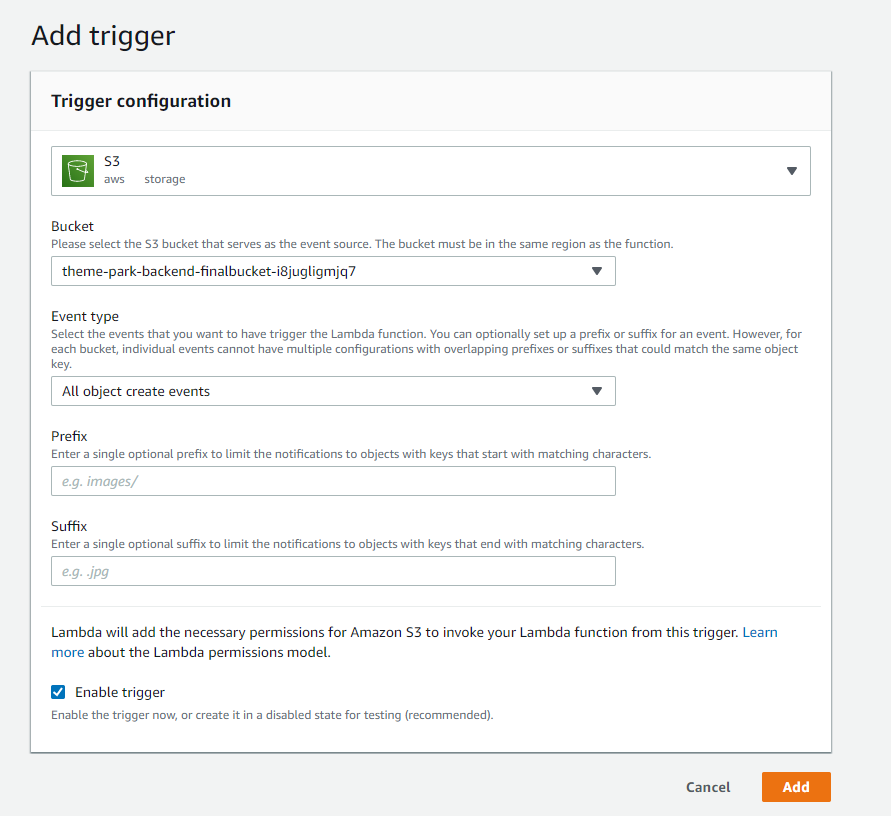 Add trigger
Trigger configuration
S3
aws storage
Bucket
Please select the S3 bucket that serves as the event source. The bucket must be in the same region as the function.
theme-park-backend-finalbucket-i8jugligmjq7
Event type
Select the events that you want to have trigger the Lambda function. You can optionally set up a prefix or suffix for an event. However, for
each bucket, individual events cannot have multiple configurations with overlapping prefixes or suffixes that could match the same object
key.
All object create events
Prefix
Enter a single optional prefix to limit the notifications to objects with keys that start with matching characters.
e.g. images/
Suffix
Enter a single optional suffix to limit the notifications to objects with keys that end with matching characters.
e.g. .jpg
Lambda will add the necessary permissions for Amazon S3 to invoke your Lambda function from this trigger. Learn
more about the Lambda permissions model.
Enable trigger
Enable the trigger now, or create it in a disabled state for testing (recommended).
Cancel
Add